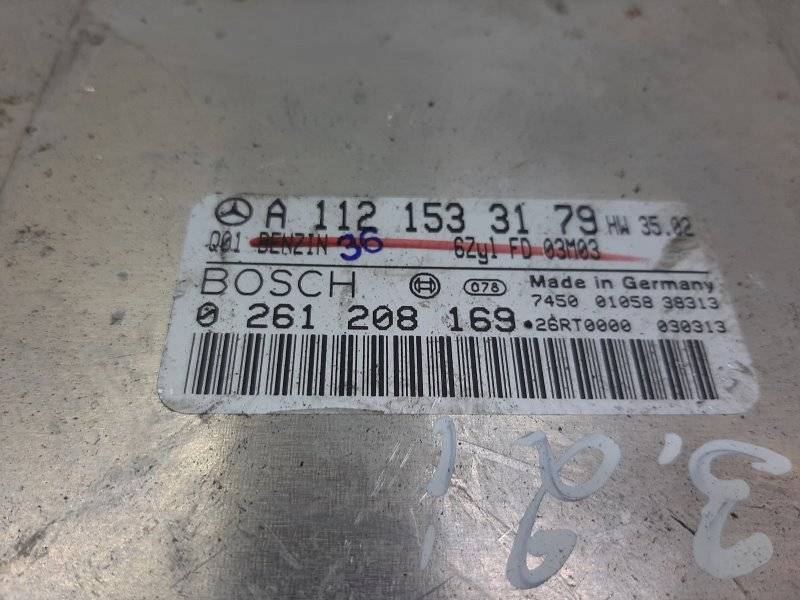 A 112 153 31 79 HW 35.02
Q01 BENZIN 36 6Zyl FD 03M03
BOSCH 078 Made in Germany
7450 01058 38313
0 261 208 169 •26RT0000 030313
3,2